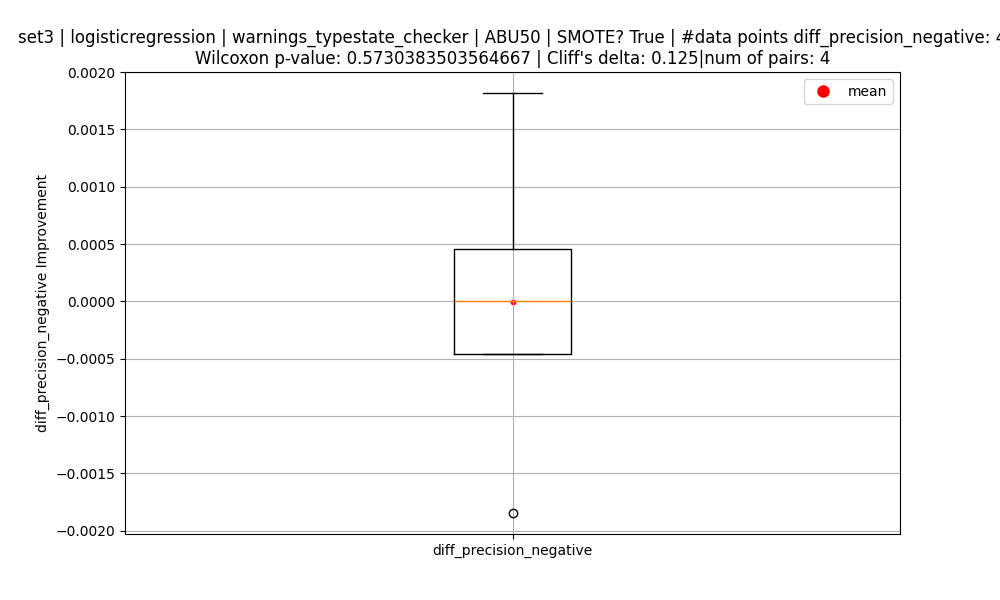 set3 | logisticregression | warnings_typestate_checker | ABU50 | SMOTE? True | #data points diff_precision_negative: 4
Wilcoxon p-value: 0.5730383503564667 | Cliff's delta: 0.125|num of pairs: 4
mean
diff_precision_negative Improvement
0.0020
0.0015
0.0010
0.0005
0.0000
−0.0005
−0.0010
−0.0015
−0.0020
diff_precision_negative